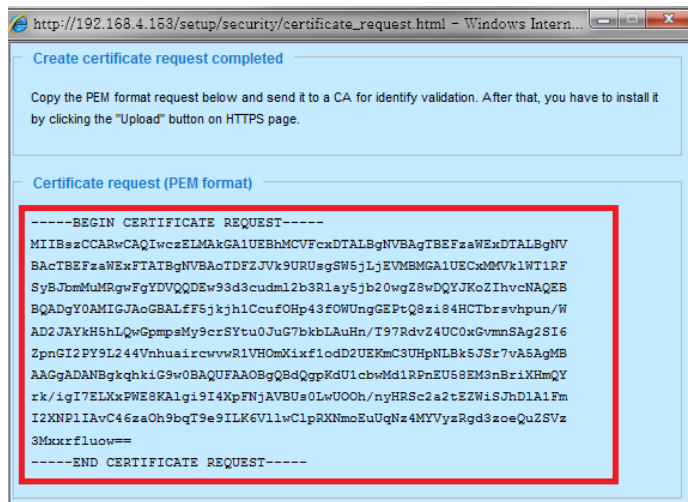 http://192.168.4.153/setup/security/certificate_request.html - Windows Intern...
Create certificate request completed
Copy the PEM format request below and send it to a CA for identify validation. After that, you have to install it
by clicking the "Upload" button on HTTPS page.
Certificate request (PEM format)
-----BEGIN CERTIFICATE REQUEST-----
MIIBszCCARwCAQIwczELMAkGA1UEBhMCVFcxDTALBgNVBAgTBEFzaWExDTALBgNV
BAcTBEFzaWExFTATBgNVBAoTDFZJVk9URUsgSW5jLjEVMBMGA1UECxMMVklWT1RF
SyBJbmMuMRgwFgYDVQQDEw93d3cudml2b3Rlay5jb20wgZ8wDQYJKoZIhvcNAQEB
BQADgY0AMIGJAoGBALfF5jkjh1CcufOHp43fOWUngGEPtQ8zi84HCTbrsvhpun/W
AD2JAYkH5hLQwGpmpsMy9crSYtu0JuG7bkbLAuHn/T97RdvZ4UC0xGvmnSAg2SI6
ZpnGI2PY9L244VnhuaircwvwR1VHOmXixf1odD2UEKmC3UHpNLBk5JSr7vA5AgMB
AAGgADANBgkqhkiG9w0BAQUFAAOBgQBdQgpKdU1cbwMd1RPnEU58EM3nBriXHmQY
rk/igI7ELXxPWE8KAlgi9I4XpFNjAVBUs0LwUOOh/nyHRSc2a2tEZWiSJhDlA1Fm
I2XNPlIAvC46zaOh9bqT9e9ILK6VllwClpRXNmoEuUqNz4MYVyzRgd3zoeQuZSVz
3Mxxrfluow==
-----END CERTIFICATE REQUEST-----